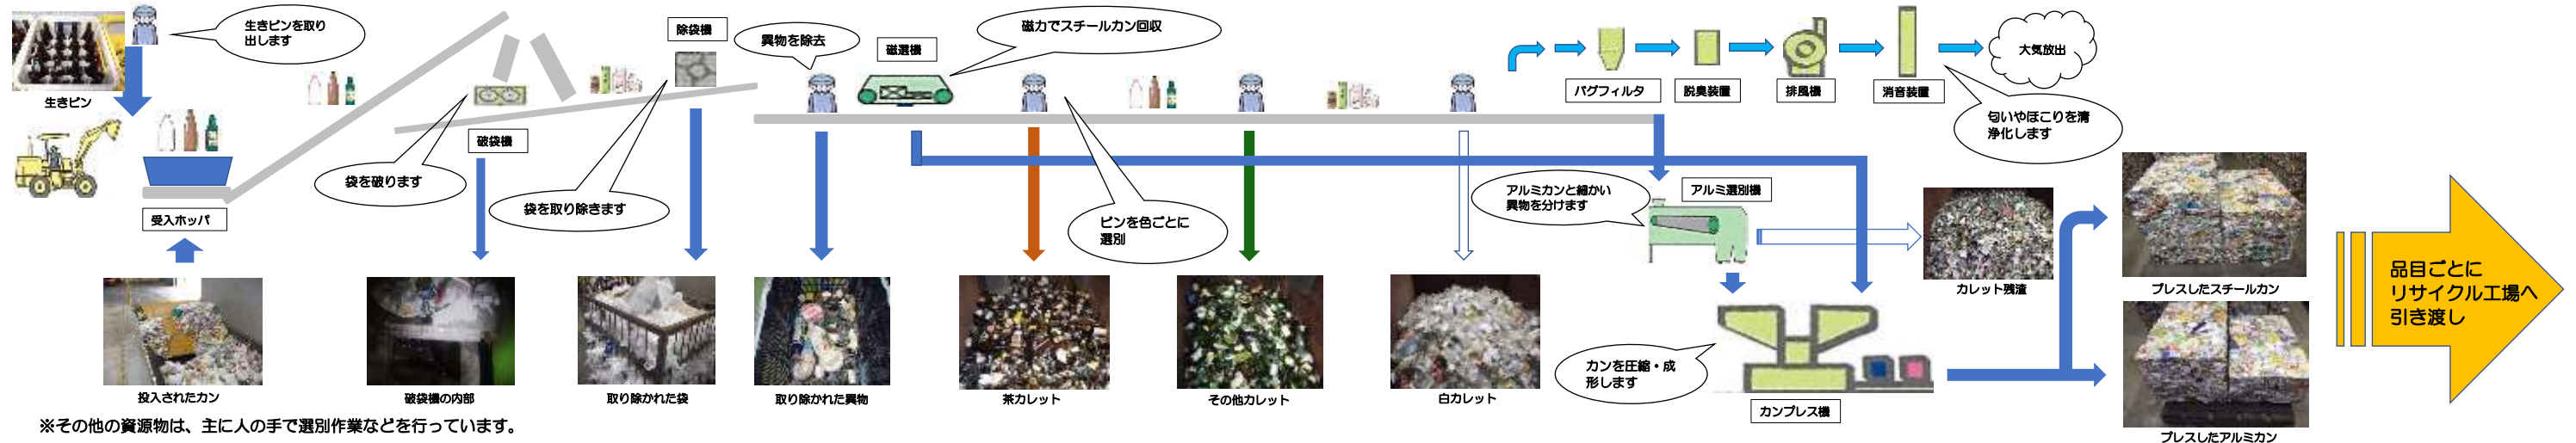 生きビンを取り
出します
生きビン
受入ホッパ
投入されたカン
袋を破ります
破袋機
破袋機の内部
除袋機
袋を取り除きます
取り除かれた袋
異物を除去
取り除かれた異物
磁選機
磁力でスチールカン回収
ビンを色ごとに
選別
茶カレット
その他カレット
白カレット
バグフィルタ
脱臭装置
排風機
消音装置
大気放出
匂いやほこりを清
浄化します
アルミカンと細かい
異物を分けます
アルミ選別機
カレット残渣
カンを圧縮・成
形します
カンプレス機
プレスしたスチールカン
プレスしたアルミカン
品目ごとに
リサイクル工場へ
引き渡し
※その他の資源物は、主に人の手で選別作業などを行っています。